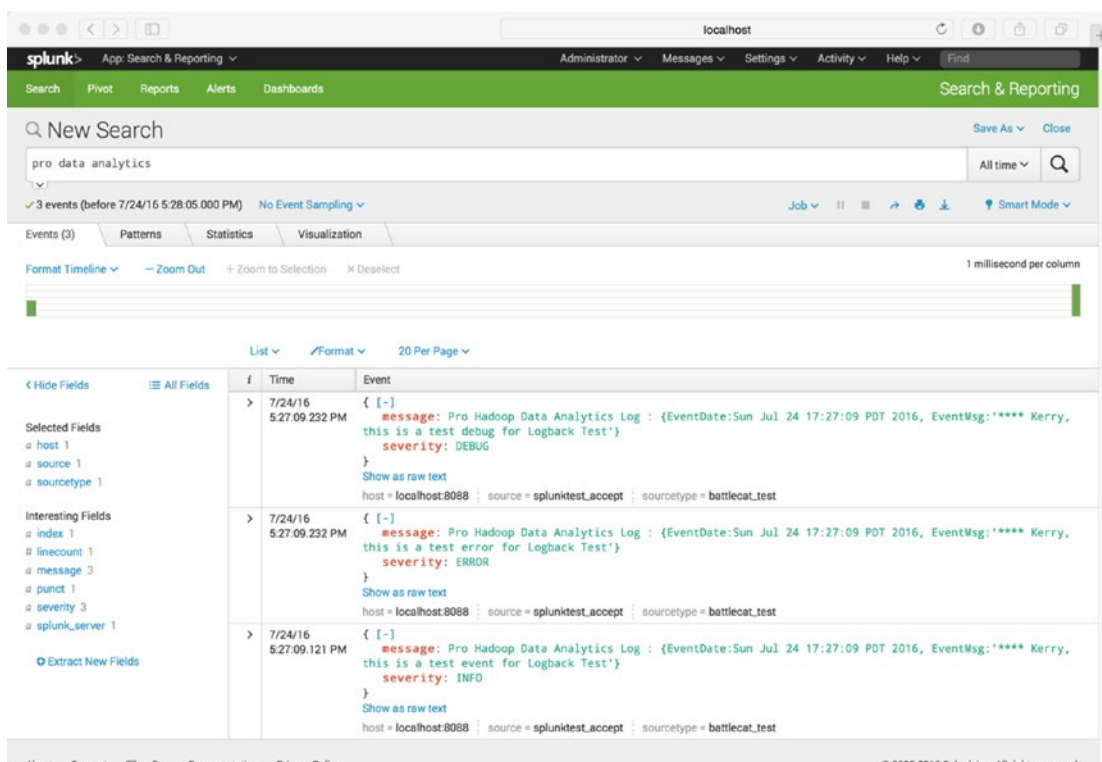 localhost
splunk> App: Search & Reporting Administrator Messages Settings Activity Help Find
Search Pivot Reports Alerts Dashboards Search & Reporting
New Search Save As Close
pro data analytics All time
3 events (before 7/24/16 5:28:05.000 PM) No Event Sampling Job Smart Mode
Events (3) Patterns Statistics Visualization
Format Timeline — Zoom Out + Zoom to Selection × Deselect 1 millisecond per column
List Format 20 Per Page
< Hide Fields All Fields i Time Event
Selected Fields
a host 1
a source 1
a sourcetype 1
Interesting Fields
a index 1
# linecount 1
a message 3
a punct 1
a severity 3
a splunk_server 1
Extract New Fields
> 7/24/16 { [-]
5:27:09.232 PM message: Pro Hadoop Data Analytics Log : {EventDate:Sun Jul 24 17:27:09 PDT 2016, EventMsg:'**** Kerry,
this is a test debug for Logback Test'}
severity: DEBUG
}
Show as raw text
host = localhost:8088 source = splunktest_accept sourcetype = battlecat_test
> 7/24/16 { [-]
5:27:09.232 PM message: Pro Hadoop Data Analytics Log : {EventDate:Sun Jul 24 17:27:09 PDT 2016, EventMsg:'**** Kerry,
this is a test error for Logback Test'}
severity: ERROR
}
Show as raw text
host = localhost:8088 source = splunktest_accept sourcetype = battlecat_test
> 7/24/16 { [-]
5:27:09.121 PM message: Pro Hadoop Data Analytics Log : {EventDate:Sun Jul 24 17:27:09 PDT 2016, EventMsg:'**** Kerry,
this is a test event for Logback Test'}
severity: INFO
}
Show as raw text
host = localhost:8088 source = splunktest_accept sourcetype = battlecat_test